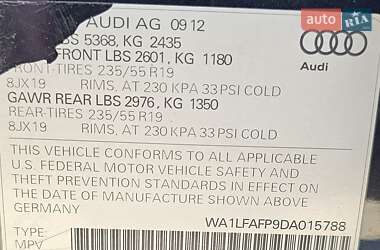 AUDI AG 09 12
auto RIA
LBS 5368, KG 2435
FRONT LBS 2601, KG 1180
Audi
FRONT-TIRES 235/55 R19
8JX19 RIMS, AT 230 KPA 33 PSI COLD
GAWR REAR LBS 2976, KG 1350
REAR-TIRES 235/55 R19
8JX19 RIMS, AT 230 KPA 33 PSI COLD
THIS VEHICLE CONFORMS TO ALL APPLICABLE
U.S. FEDERAL MOTOR VEHICLE SAFETY AND
THEFT PREVENTION STANDARDS IN EFFECT ON
THE DATE OF MANUFACTURE SHOWN ABOVE
GERMANY
WA1LFAFP9DA015788
TYPE:
MPV